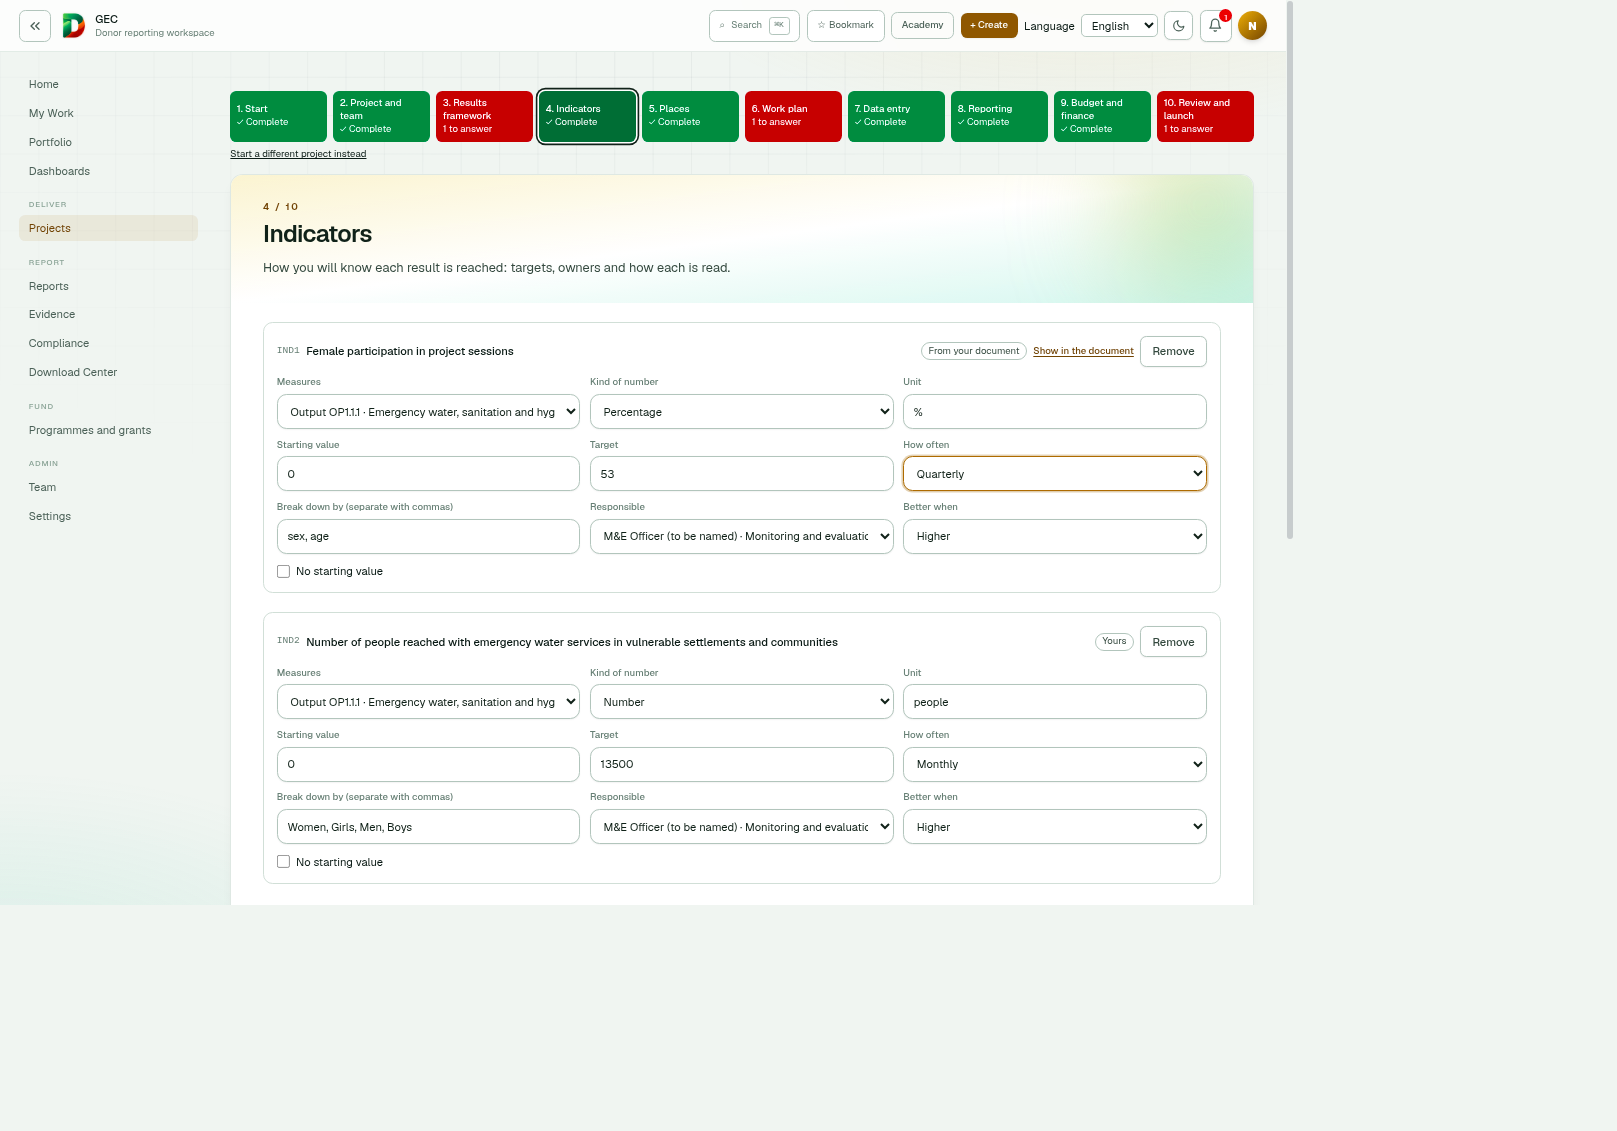 GEC
Donor reporting workspace
Search ⌘K
☆ Bookmark
Academy
+ Create
Language
English
1
N
Home
My Work
Portfolio
Dashboards
DELIVER
Projects
REPORT
Reports
Evidence
Compliance
Download Center
FUND
Programmes and grants
ADMIN
Team
Settings
1. Start
✓ Complete
2. Project and team
✓ Complete
3. Results framework
1 to answer
4. Indicators
✓ Complete
5. Places
✓ Complete
6. Work plan
1 to answer
7. Data entry
✓ Complete
8. Reporting
✓ Complete
9. Budget and finance
✓ Complete
10. Review and launch
1 to answer
Start a different project instead
4 / 10
Indicators
How you will know each result is reached: targets, owners and how each is read.
IND1 Female participation in project sessions
From your document
Show in the document
Remove
Measures
Output OP1.1.1 · Emergency water, sanitation and hyg
Kind of number
Percentage
Unit
%
Starting value
0
Target
53
How often
Quarterly
Break down by (separate with commas)
sex, age
Responsible
M&E Officer (to be named) · Monitoring and evaluatic
Better when
Higher
No starting value
IND2 Number of people reached with emergency water services in vulnerable settlements and communities
Yours
Remove
Measures
Output OP1.1.1 · Emergency water, sanitation and hyg
Kind of number
Number
Unit
people
Starting value
0
Target
13500
How often
Monthly
Break down by (separate with commas)
Women, Girls, Men, Boys
Responsible
M&E Officer (to be named) · Monitoring and evaluatic
Better when
Higher
No starting value